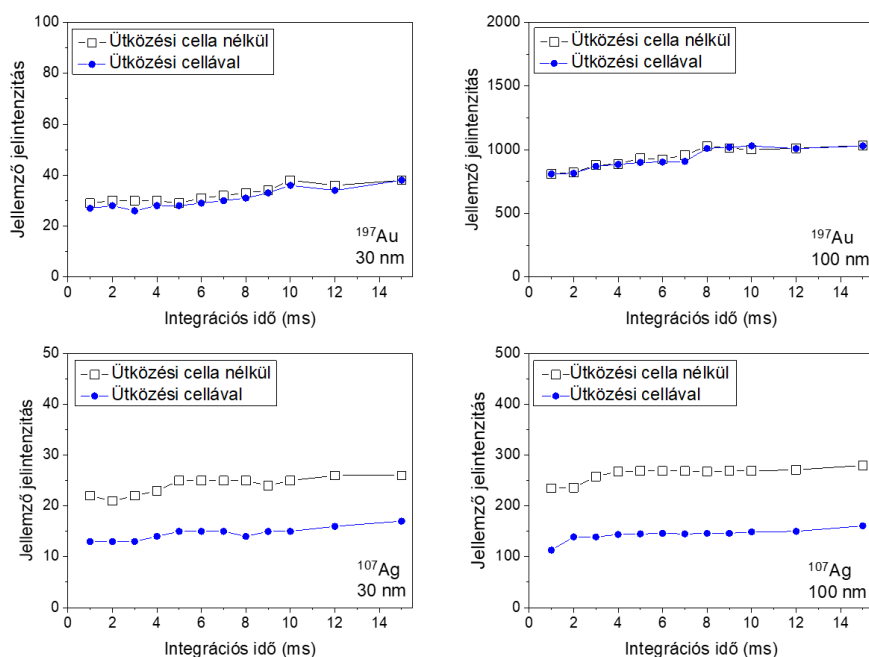 100
80
60
40
20
0
Jellemző jelintenzitás
Ütközési cella nélkül
Ütközési cellával
¹⁹⁷Au
30 nm
0 2 4 6 8 10 12 14
Integrációs idő (ms)
2000
1500
1000
500
0
Jellemző jelintenzitás
Ütközési cella nélkül
Ütközési cellával
¹⁹⁷Au
100 nm
0 2 4 6 8 10 12 14
Integrációs idő (ms)
50
40
30
20
10
0
Jellemző jelintenzitás
Ütközési cella nélkül
Ütközési cellával
¹⁰⁷Ag
30 nm
0 2 4 6 8 10 12 14
Integrációs idő (ms)
500
400
300
200
100
0
Jellemző jelintenzitás
Ütközési cella nélkül
Ütközési cellával
¹⁰⁷Ag
100 nm
0 2 4 6 8 10 12 14
Integrációs idő (ms)